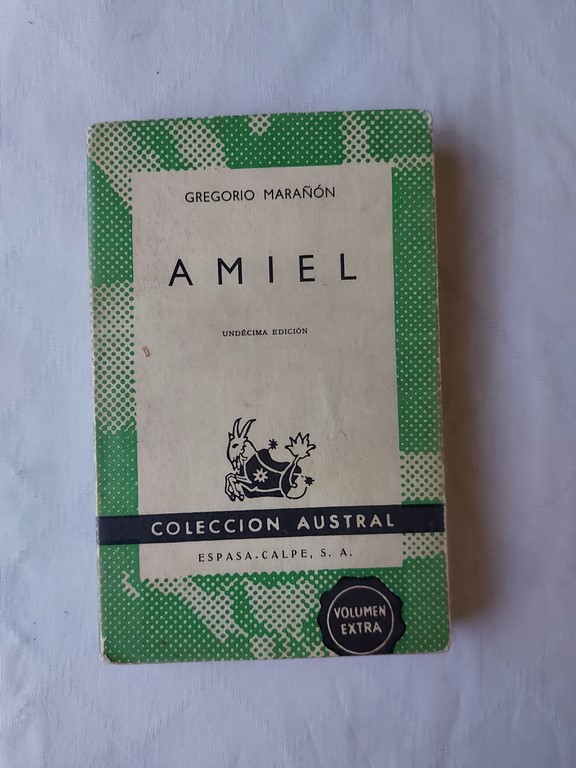 GREGORIO MARAÑÓN
AMIEL
UNDÉCIMA EDICIÓN
COLECCION AUSTRAL
ESPASA-CALPE, S. A.
VOLUMEN
EXTRA